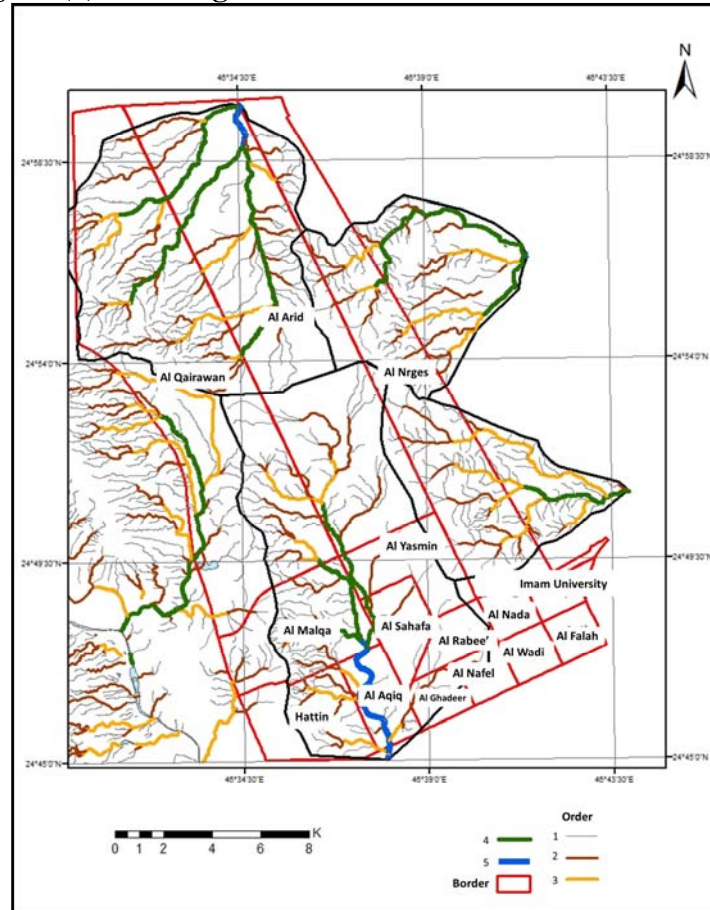 N
46°34'30"E 46°39'0"E 46°43'30"E
24°58'30"N 24°58'30"N
Al Arid
24°54'0"N 24°54'0"N
Al Nrges
Al Qairawan
Al Yasmin
24°49'30"N 24°49'30"N
Imam University
Al Nada
Al Sahafa
Al Malqa
Al Rabee' Al Falah
Al Wadi
Al Nafel
Al Aqiq Al Ghadeer
Hattin
24°45'0"N 24°45'0"N
46°34'30"E 46°39'0"E 46°43'30"E
Order
K
0 1 2 4 6 8
4 1
5 2
Border 3